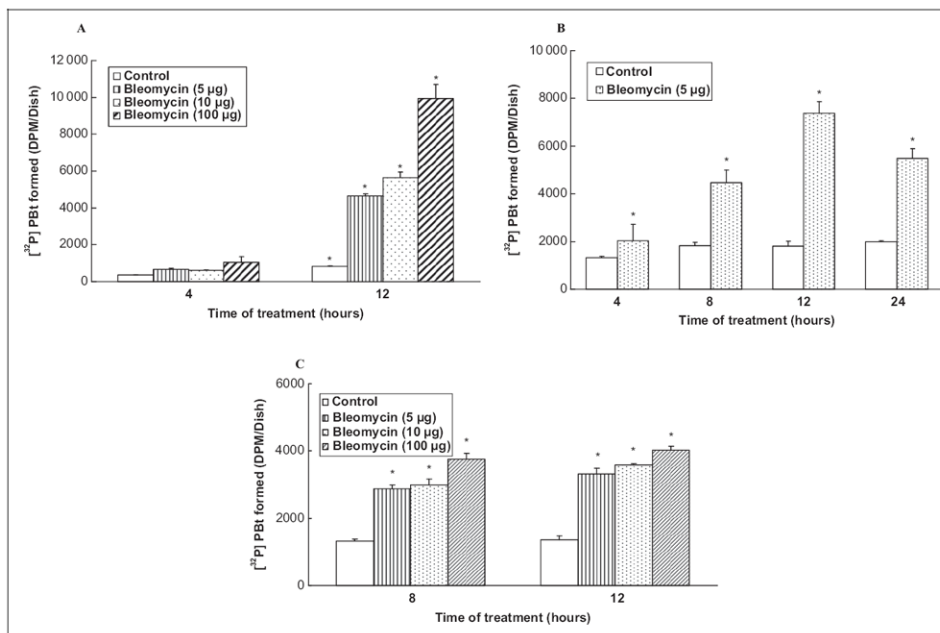 A
[³²P] PBt formed (DPM/Dish)
12 000
10 000
8000
6000
4000
2000
0
Control
Bleomycin (5 µg)
Bleomycin (10 µg)
Bleomycin (100 µg)
*
*
*
*
4
12
Time of treatment (hours)
B
[³²P] PBt formed (DPM/Dish)
10 000
8000
6000
4000
2000
0
Control
Bleomycin (5 µg)
*
*
*
*
4
8
12
24
Time of treatment (hours)
C
[³²P] PBt formed (DPM/Dish)
6000
4000
2000
0
Control
Bleomycin (5 µg)
Bleomycin (10 µg)
Bleomycin (100 µg)
*
*
*
*
*
*
8
12
Time of treatment (hours)